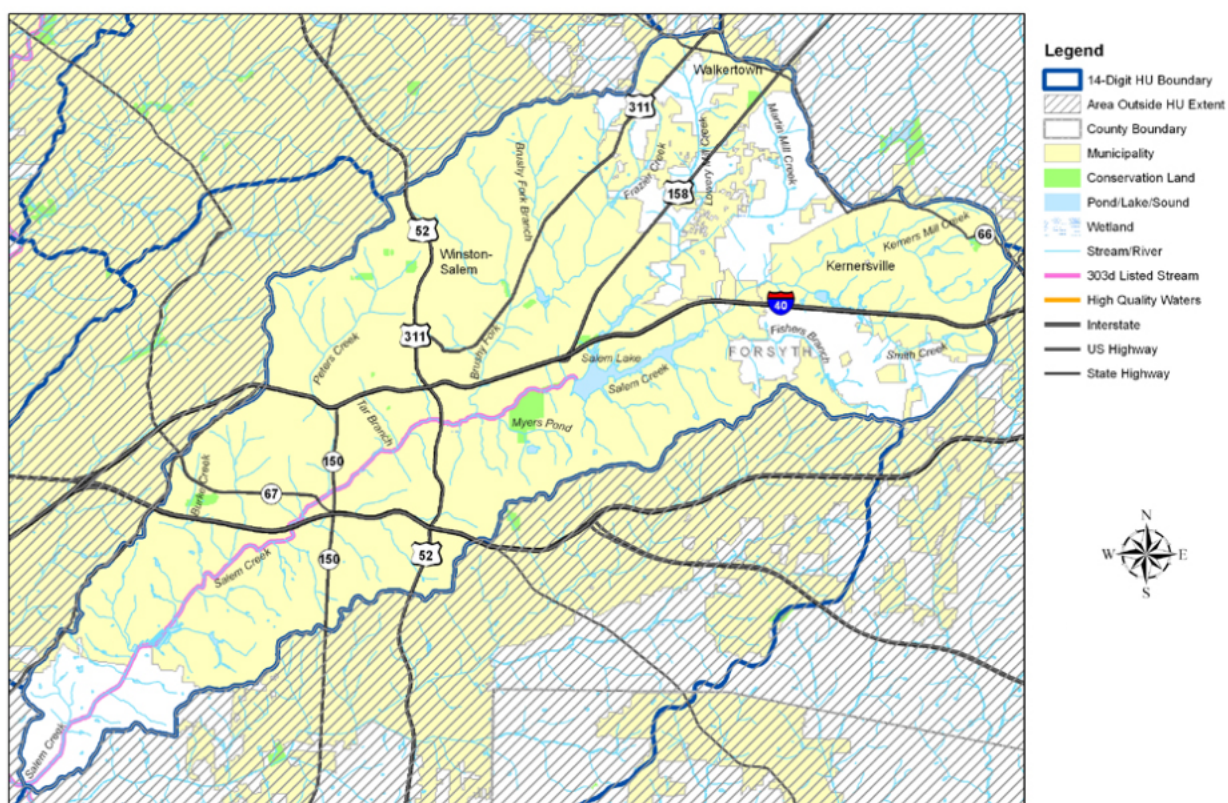 Walkertown
311
Martin Mill Creek
Lowery Mill Creek
Frazier Creek
Brushy Fork Branch
158
52
Winston-
Salem
Kerners Mill Creek
66
Kernersville
40
311
Brushy Fork
Peters Creek
Salem Lake
Salem Creek
Fishers Branch
FORSYTH
Smith Creek
Tar Branch
Myers Pond
150
67
Burke Creek
52
150
Salem Creek
Salem Creek
Legend
14-Digit HU Boundary
Area Outside HU Extent
County Boundary
Municipality
Conservation Land
Pond/Lake/Sound
Wetland
Stream/River
303d Listed Stream
High Quality Waters
Interstate
US Highway
State Highway
N
W
E
S